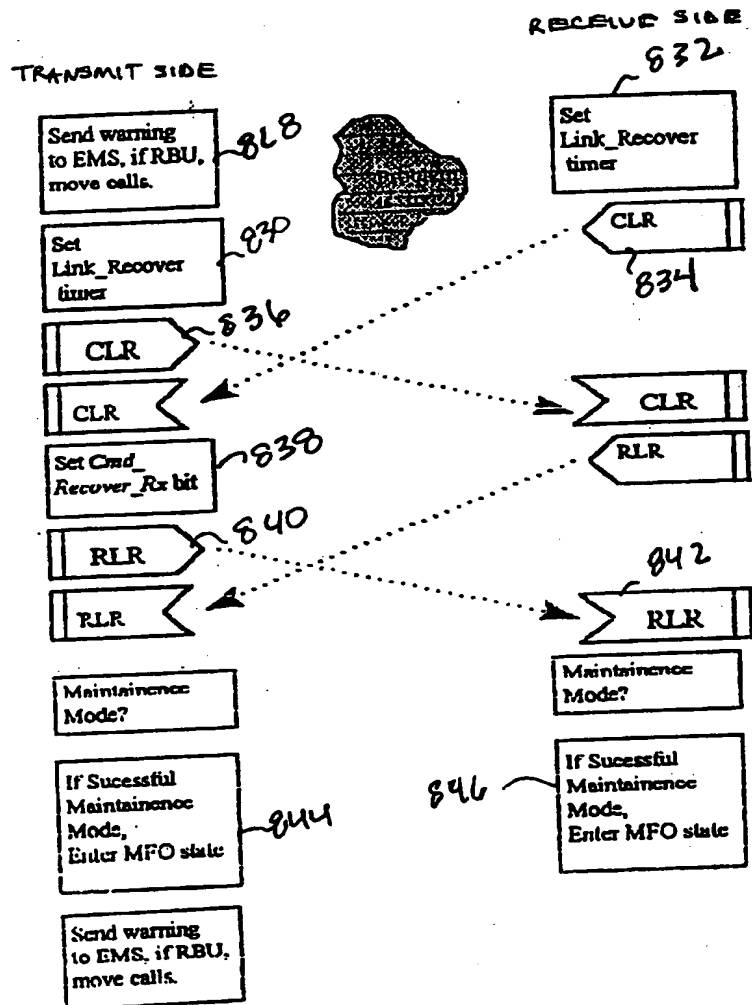 TRANSMIT SIDE
Send warning
to EMS, if RBU,
move calls.
Set
Link_Recover
timer
830
CLR
836
CLR
Set Cmd_
Recover_Rx bit
838
RLR
840
RLR
Maintainence
Mode?
If Sucessful
Maintainence
Mode,
Enter MFO state
844
Send warning
to EMS, if RBU,
move calls.
RECEIVE SIDE
832
Set
Link_Recover
timer
CLR
834
CLR
RLR
842
RLR
Maintainence
Mode?
If Sucessful
Maintainence
Mode,
Enter MFO state
846